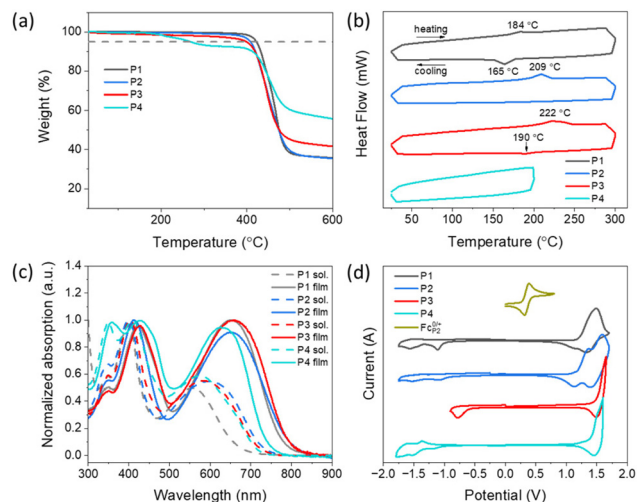 (a)
100
80
60
40
20
Weight (%)
P1
P2
P3
P4
200
400
600
Temperature (°C)
(b)
Heat Flow (mW)
heating
cooling
184 °C
165 °C
209 °C
222 °C
190 °C
P1
P2
P3
P4
50
100
150
200
250
300
Temperature (°C)
(c)
Normalized absorption (a.u.)
1.4
1.2
1.0
0.8
0.6
0.4
0.2
0.0
P1 sol.
P1 film
P2 sol.
P2 film
P3 sol.
P3 film
P4 sol.
P4 film
300
400
500
600
700
800
900
Wavelength (nm)
(d)
Current (A)
P1
P2
P3
P4
Fc P2 0/+
−2.0
−1.5
−1.0
−0.5
0.0
0.5
1.0
1.5
2.0
Potential (V)